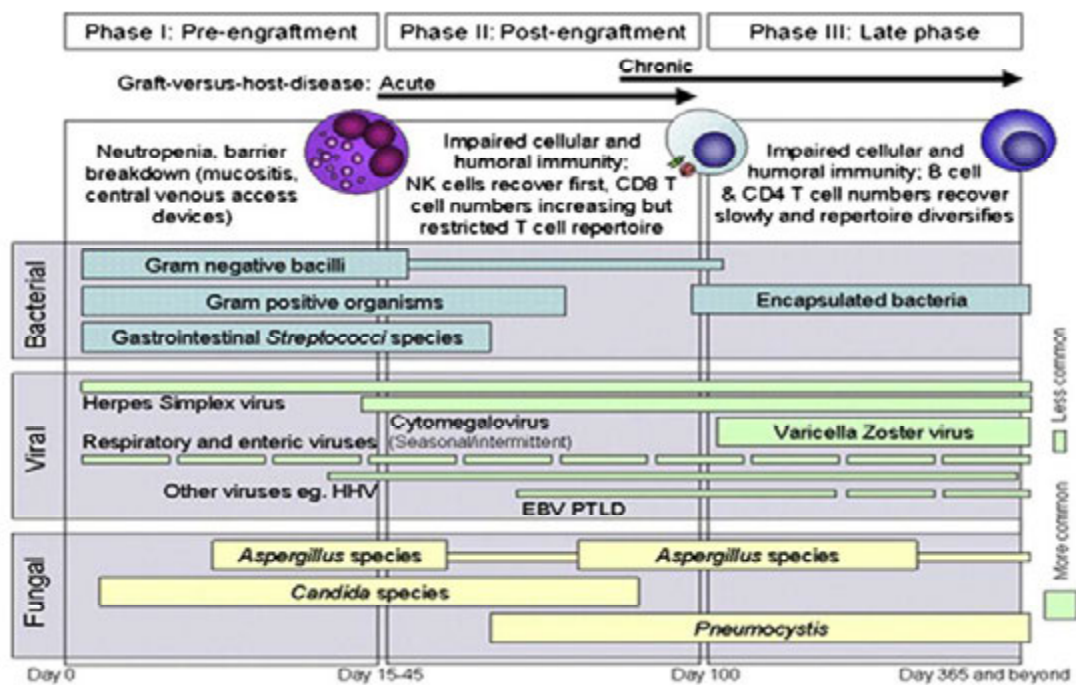 Phase I: Pre-engraftment
Phase II: Post-engraftment
Phase III: Late phase
Graft-versus-host-disease: Acute
Chronic
Neutropenia, barrier
breakdown (mucositis,
central venous access
devices)
Impaired cellular and
humoral immunity;
NK cells recover first, CD8 T
cell numbers increasing but
restricted T cell repertoire
Impaired cellular and
humoral immunity; B cell
& CD4 T cell numbers recover
slowly and repertoire diversifies
Bacterial
Gram negative bacilli
Gram positive organisms
Encapsulated bacteria
Gastrointestinal Streptococci species
Viral
Herpes Simplex virus
Cytomegalovirus
Respiratory and enteric viruses (Seasonal/intermittent)
Varicella Zoster virus
Other viruses eg. HHV
EBV PTLD
Less common
More common
Fungal
Aspergillus species
Aspergillus species
Candida species
Pneumocystis
Day 0
Day 15-45
Day 100
Day 365 and beyond